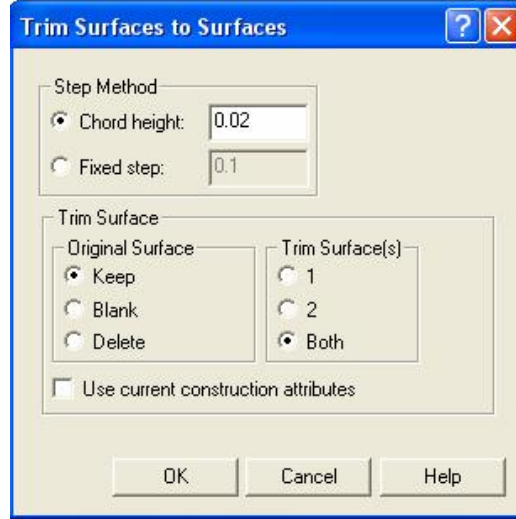 Trim Surfaces to Surfaces
Step Method
Chord height: 0.02
Fixed step: 0.1
Trim Surface
Original Surface
Keep
Blank
Delete
Trim Surface(s)
1
2
Both
Use current construction attributes
OK Cancel Help